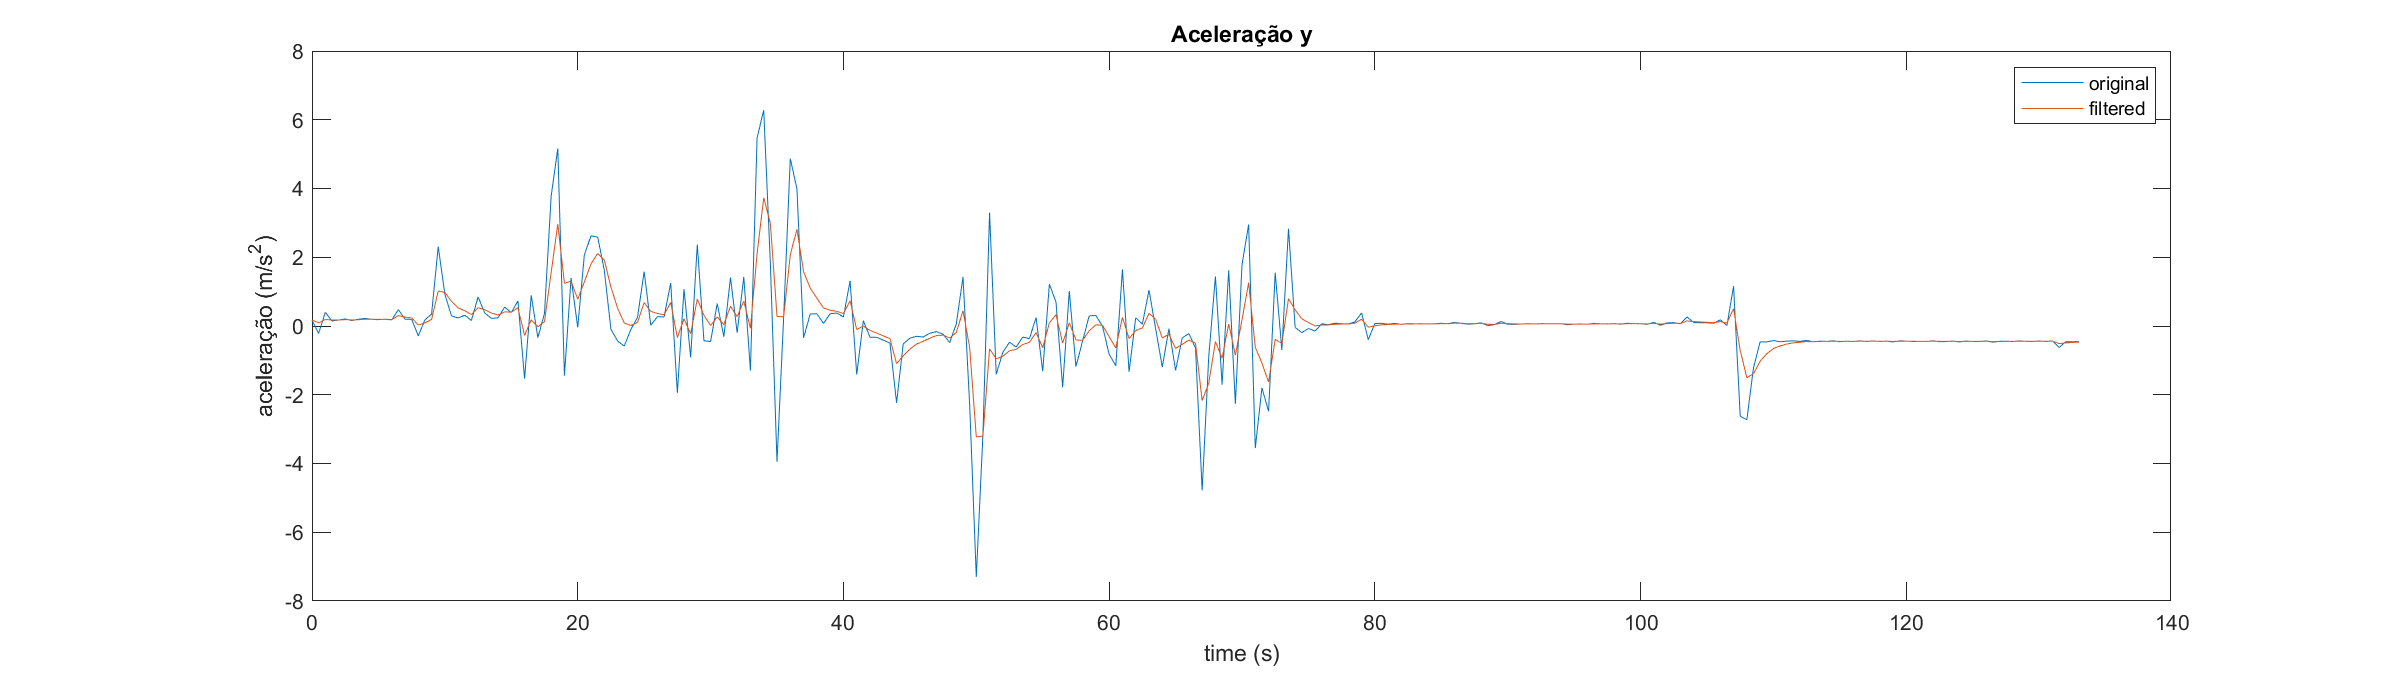 Aceleração y
original
filtered
aceleração (m/s²)
8
6
4
2
0
-2
-4
-6
-8
0 20 40 60 80 100 120 140
time (s)